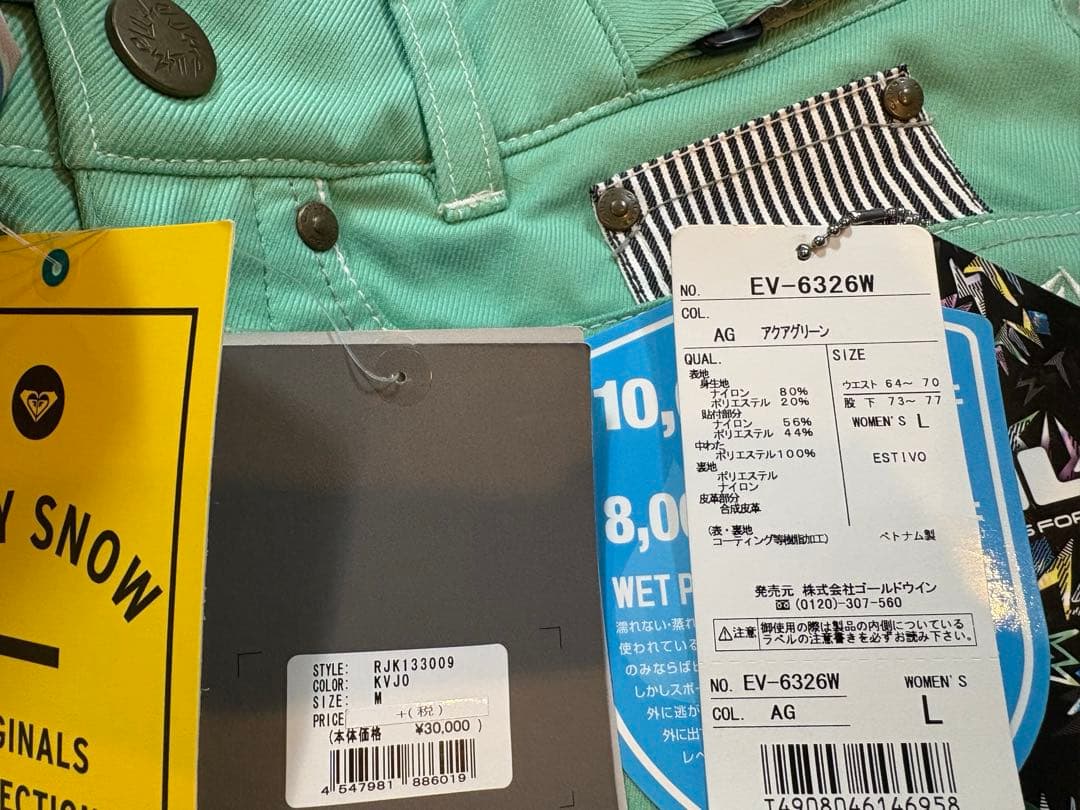 Y SNOW
GINALS
ECTION
STYLE: RJKI33009
COLOR: KVJ0
SIZE: M
PRICE
+(税)
(本体価格 ¥30,000 )
4 547981 886019
10,
8,00
WET P
濡れない・蒸れ
使われている
のみならばビ
しかしスポー
外に逃が
外に出
レベ
NO. EV-6326W
COL.
AG アクアグリーン
QUAL.
表地
身生地
ナイロン 80%
ポリエステル 20%
貼付部分
ナイロン 56%
ポリエステル 44%
中わた
ポリエステル100%
裏地
ポリエステル
ナイロン
皮革部分
合成皮革
(表・裏地
コーティング等樹脂加工)
SIZE
ウエスト 64〜 70
股 下 73〜 77
WOMEN'S L
ESTIVO
ベトナム製
発売元 株式会社ゴールドウイン
(0120)-307-560
注意
御使用の際は製品の内側についている
ラベルの注意書きを必ずお読み下さい。
NO. EV-6326W WOMEN'S
COL. AG L
T4908046146958
S FOR